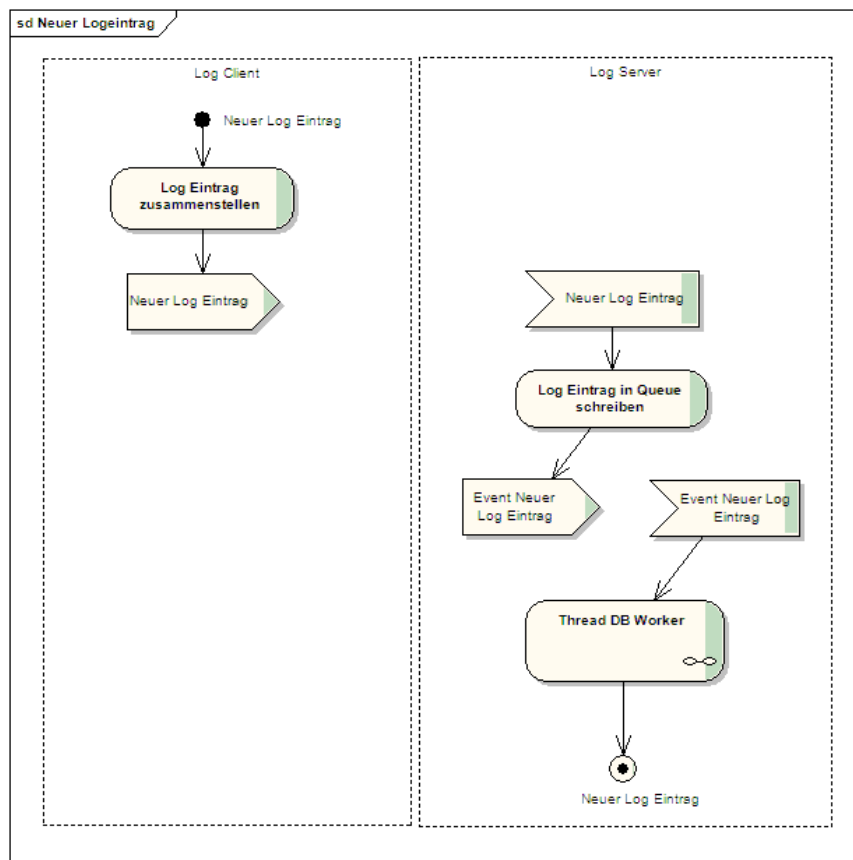 sd Neuer Logeintrag
Log Client
Neuer Log Eintrag
Log Eintrag
zusammenstellen
Neuer Log Eintrag
Log Server
Neuer Log Eintrag
Log Eintrag in Queue
schreiben
Event Neuer
Log Eintrag
Event Neuer Log
Eintrag
Thread DB Worker
Neuer Log Eintrag